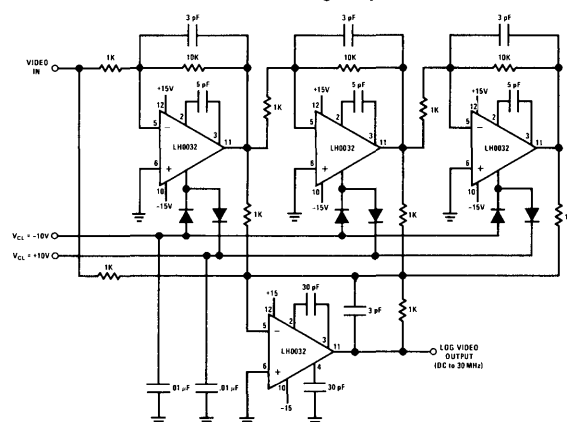 3 pF
3 pF
3 pF
VIDEO IN
1K
10K
10K
10K
+15V
5 pF
+15V
5 pF
+15V
5 pF
1K
1K
12
2
3
12
2
3
12
2
3
5
−
LH0032
11
5
−
LH0032
11
5
−
LH0032
11
6
+
6
+
6
+
10
−15V
10
−15V
10
−15V
1K
1K
VCL = −10V
VCL = +10V
1K
+15
30 pF
3 pF
1K
12
2
3
5
−
LH0032
11
LOG VIDEO
OUTPUT
(DC to 30 MHz)
6
+
4
10
−15
30 pF
.01 μF
.01 μF